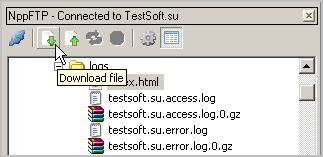 NppFTP - Connected to TestSoft.su
logs
ex.html
Download file
testsoft.su.access.log
testsoft.su.access.log.0.gz
testsoft.su.error.log
testsoft.su.error.log.0.gz